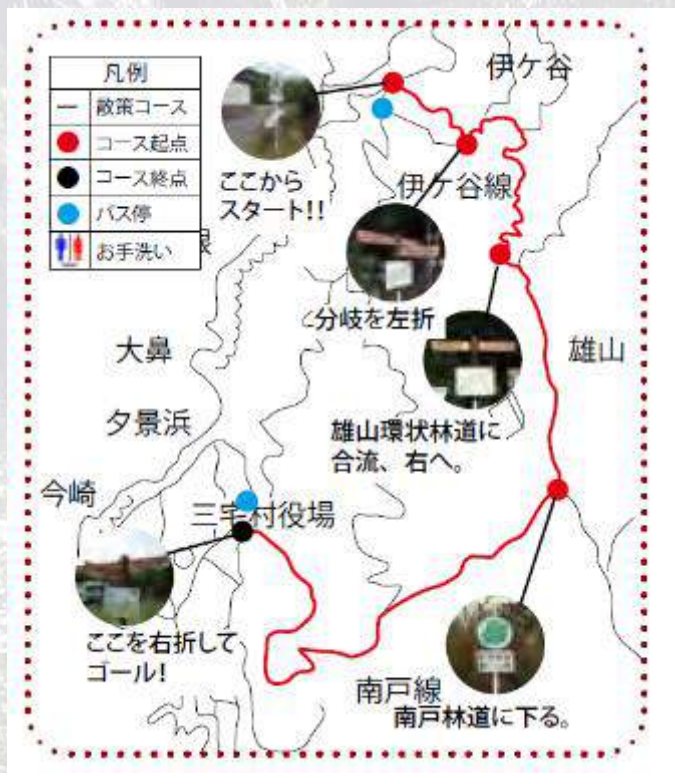 凡例
散策コース
コース起点
コース終点
バス停
お手洗い
伊ケ谷
ここから
スタート!!
伊ケ谷線
分岐を左折
大鼻
雄山
夕景浜
雄山環状林道に
合流、右へ。
今崎
三宅村役場
ここを右折して
ゴール!
南戸線
南戸林道に下る。